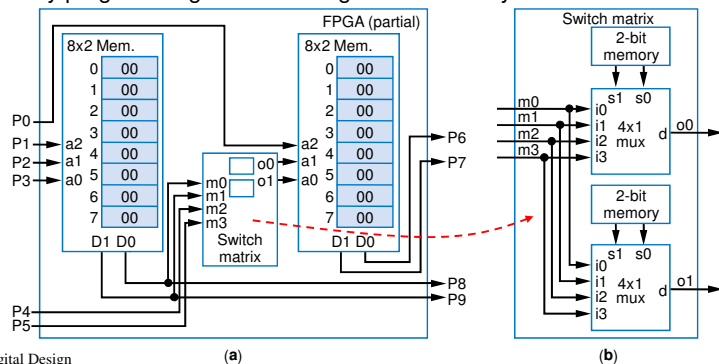 FPGA (partial)
8x2 Mem.
0 00
1 00
2 00
3 00
4 00
5 00
6 00
7 00
a2
a1
a0
D1 D0
8x2 Mem.
0 00
1 00
2 00
3 00
4 00
5 00
6 00
7 00
a2
a1
a0
D1 D0
P0
P1
P2
P3
P4
P5
m0
m1
m2
m3
o0
o1
Switch
matrix
P6
P7
P8
P9
(a)
Switch matrix
2-bit
memory
s1 s0
m0
m1
m2
m3
i0
i1
i2
i3
4x1
mux
d
o0
2-bit
memory
s1 s0
i0
i1
i2
i3
4x1
mux
d
o1
(b)
gital Design